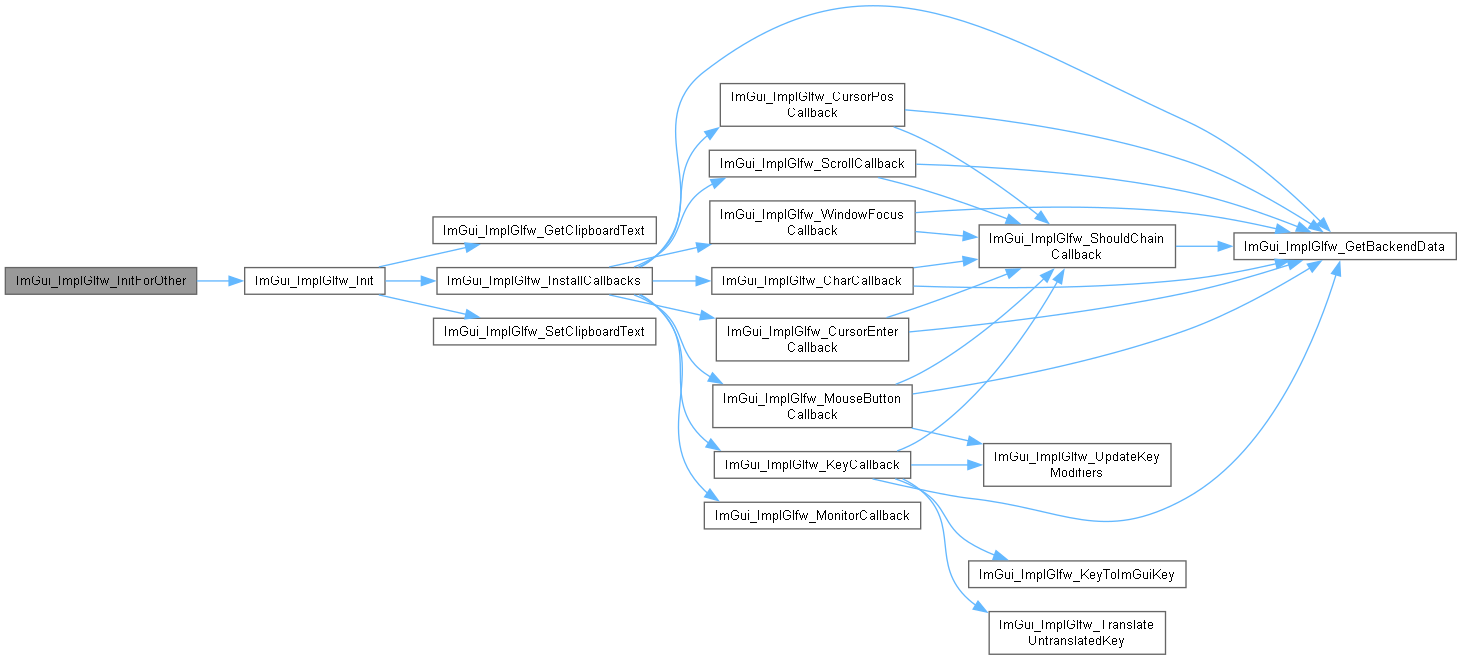 ImGui_ImplGlfw_InitForOther
ImGui_ImplGlfw_Init
ImGui_ImplGlfw_GetClipboardText
ImGui_ImplGlfw_InstallCallbacks
ImGui_ImplGlfw_SetClipboardText
ImGui_ImplGlfw_CursorPos
Callback
ImGui_ImplGlfw_ScrollCallback
ImGui_ImplGlfw_WindowFocus
Callback
ImGui_ImplGlfw_CharCallback
ImGui_ImplGlfw_CursorEnter
Callback
ImGui_ImplGlfw_MouseButton
Callback
ImGui_ImplGlfw_KeyCallback
ImGui_ImplGlfw_MonitorCallback
ImGui_ImplGlfw_ShouldChain
Callback
ImGui_ImplGlfw_UpdateKey
Modifiers
ImGui_ImplGlfw_KeyToImGuiKey
ImGui_ImplGlfw_Translate
UntranslatedKey
ImGui_ImplGlfw_GetBackendData